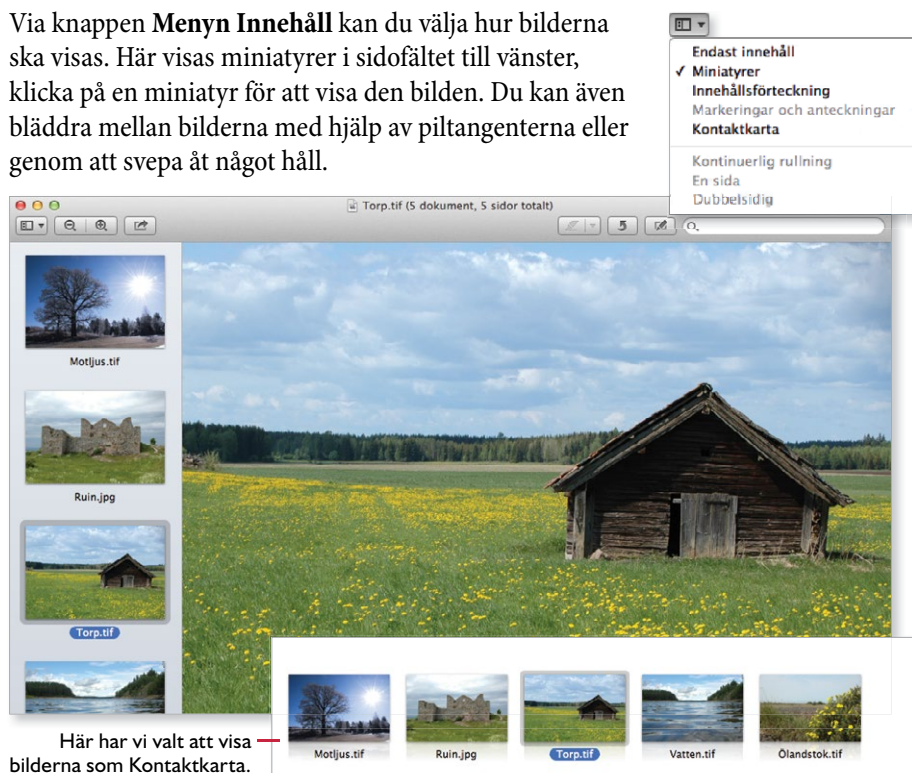 Via knappen Menyn Innehåll kan du välja hur bilderna
ska visas. Här visas miniatyrer i sidofältet till vänster,
klicka på en miniatyr för att visa den bilden. Du kan även
bläddra mellan bilderna med hjälp av piltangenterna eller
genom att svepa åt något håll.
Endast innehåll
✓ Miniatyrer
Innehållsförteckning
Markeringar och anteckningar
Kontaktkarta
Kontinuerlig rullning
En sida
Dubbelsidig
Torp.tif (5 dokument, 5 sidor totalt)
5
Motljus.tif
Ruin.jpg
Torp.tif
Här har vi valt att visa
bilderna som Kontaktkarta.
Motljus.tif
Ruin.jpg
Torp.tif
Vatten.tif
Ölandstok.tif